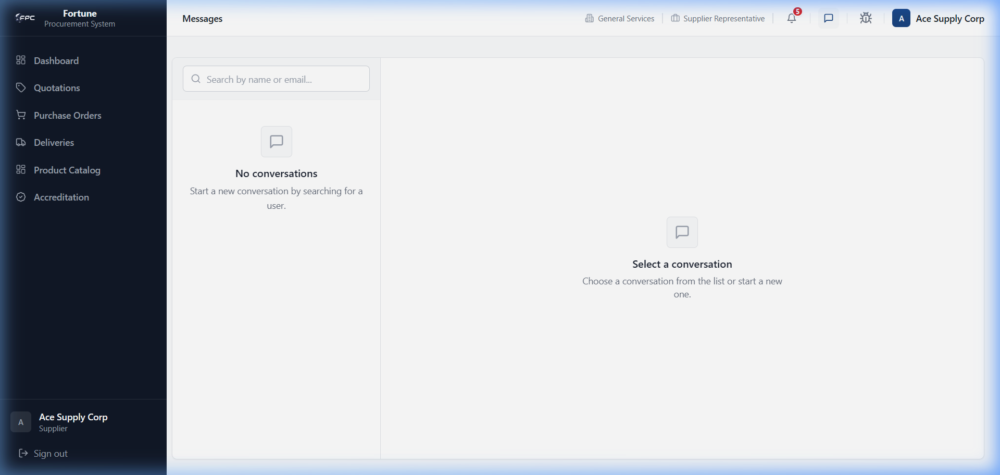 FPC
Fortune
Procurement System
Dashboard
Quotations
Purchase Orders
Deliveries
Product Catalog
Accreditation
A
Ace Supply Corp
Supplier
Sign out
Messages
General Services
Supplier Representative
5
A
Ace Supply Corp
Search by name or email...
No conversations
Start a new conversation by searching for a
user.
Select a conversation
Choose a conversation from the list or start a new
one.